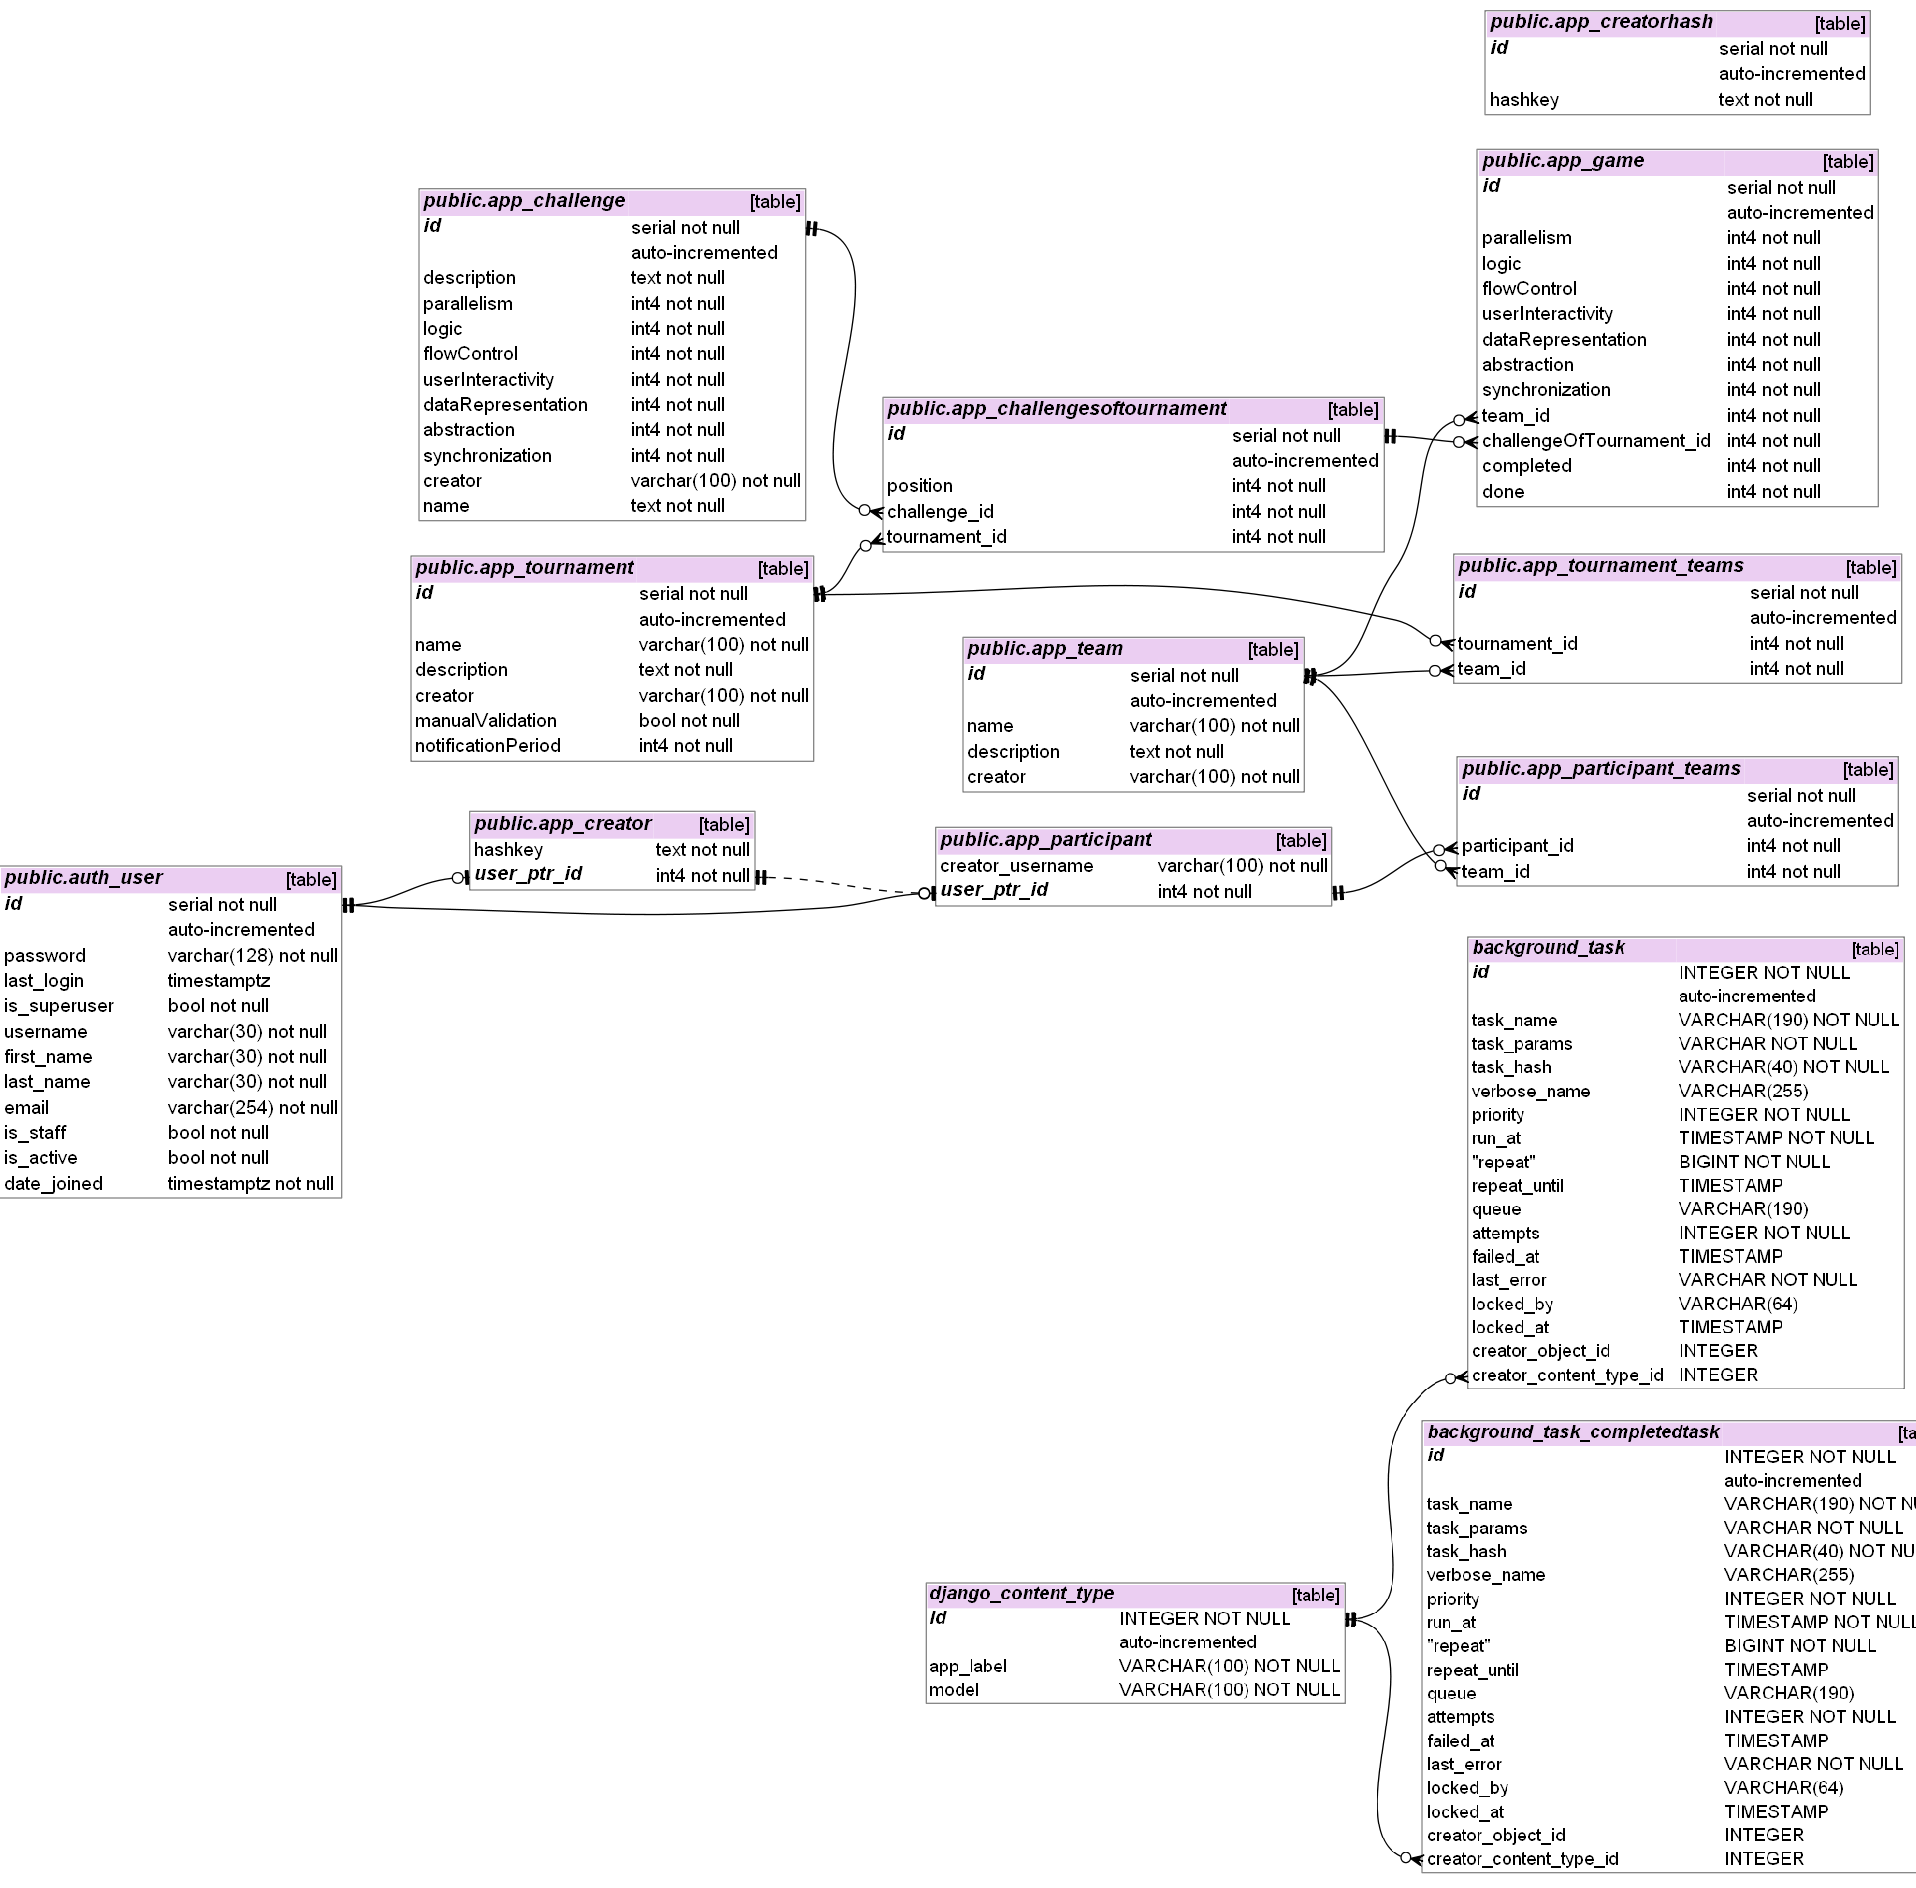 public.app_creatorhash [table]
id serial not null
auto-incremented
hashkey text not null
public.app_game [table]
id serial not null
auto-incremented
parallelism int4 not null
logic int4 not null
flowControl int4 not null
userInteractivity int4 not null
dataRepresentation int4 not null
abstraction int4 not null
synchronization int4 not null
team_id int4 not null
challengeOfTournament_id int4 not null
completed int4 not null
done int4 not null
public.app_challenge [table]
id serial not null
auto-incremented
description text not null
parallelism int4 not null
logic int4 not null
flowControl int4 not null
userInteractivity int4 not null
dataRepresentation int4 not null
abstraction int4 not null
synchronization int4 not null
creator varchar(100) not null
name text not null
public.app_challengesoftournament [table]
id serial not null
auto-incremented
position int4 not null
challenge_id int4 not null
tournament_id int4 not null
public.app_tournament [table]
id serial not null
auto-incremented
name varchar(100) not null
description text not null
creator varchar(100) not null
manualValidation bool not null
notificationPeriod int4 not null
public.app_tournament_teams [table]
id serial not null
auto-incremented
tournament_id int4 not null
team_id int4 not null
public.app_team [table]
id serial not null
auto-incremented
name varchar(100) not null
description text not null
creator varchar(100) not null
public.app_participant_teams [table]
id serial not null
auto-incremented
participant_id int4 not null
team_id int4 not null
public.app_creator [table]
hashkey text not null
user_ptr_id int4 not null
public.app_participant [table]
creator_username varchar(100) not null
user_ptr_id int4 not null
public.auth_user [table]
id serial not null
auto-incremented
password varchar(128) not null
last_login timestamptz
is_superuser bool not null
username varchar(30) not null
first_name varchar(30) not null
last_name varchar(30) not null
email varchar(254) not null
is_staff bool not null
is_active bool not null
date_joined timestamptz not null
background_task [table]
id INTEGER NOT NULL
auto-incremented
task_name VARCHAR(190) NOT NULL
task_params VARCHAR NOT NULL
task_hash VARCHAR(40) NOT NULL
verbose_name VARCHAR(255)
priority INTEGER NOT NULL
run_at TIMESTAMP NOT NULL
"repeat" BIGINT NOT NULL
repeat_until TIMESTAMP
queue VARCHAR(190)
attempts INTEGER NOT NULL
failed_at TIMESTAMP
last_error VARCHAR NOT NULL
locked_by VARCHAR(64)
locked_at TIMESTAMP
creator_object_id INTEGER
creator_content_type_id INTEGER
background_task_completedtask [ta
id INTEGER NOT NULL
auto-incremented
task_name VARCHAR(190) NOT NU
task_params VARCHAR NOT NULL
task_hash VARCHAR(40) NOT NU
verbose_name VARCHAR(255)
priority INTEGER NOT NULL
run_at TIMESTAMP NOT NULL
"repeat" BIGINT NOT NULL
repeat_until TIMESTAMP
queue VARCHAR(190)
attempts INTEGER NOT NULL
failed_at TIMESTAMP
last_error VARCHAR NOT NULL
locked_by VARCHAR(64)
locked_at TIMESTAMP
creator_object_id INTEGER
creator_content_type_id INTEGER
django_content_type [table]
id INTEGER NOT NULL
auto-incremented
app_label VARCHAR(100) NOT NULL
model VARCHAR(100) NOT NULL